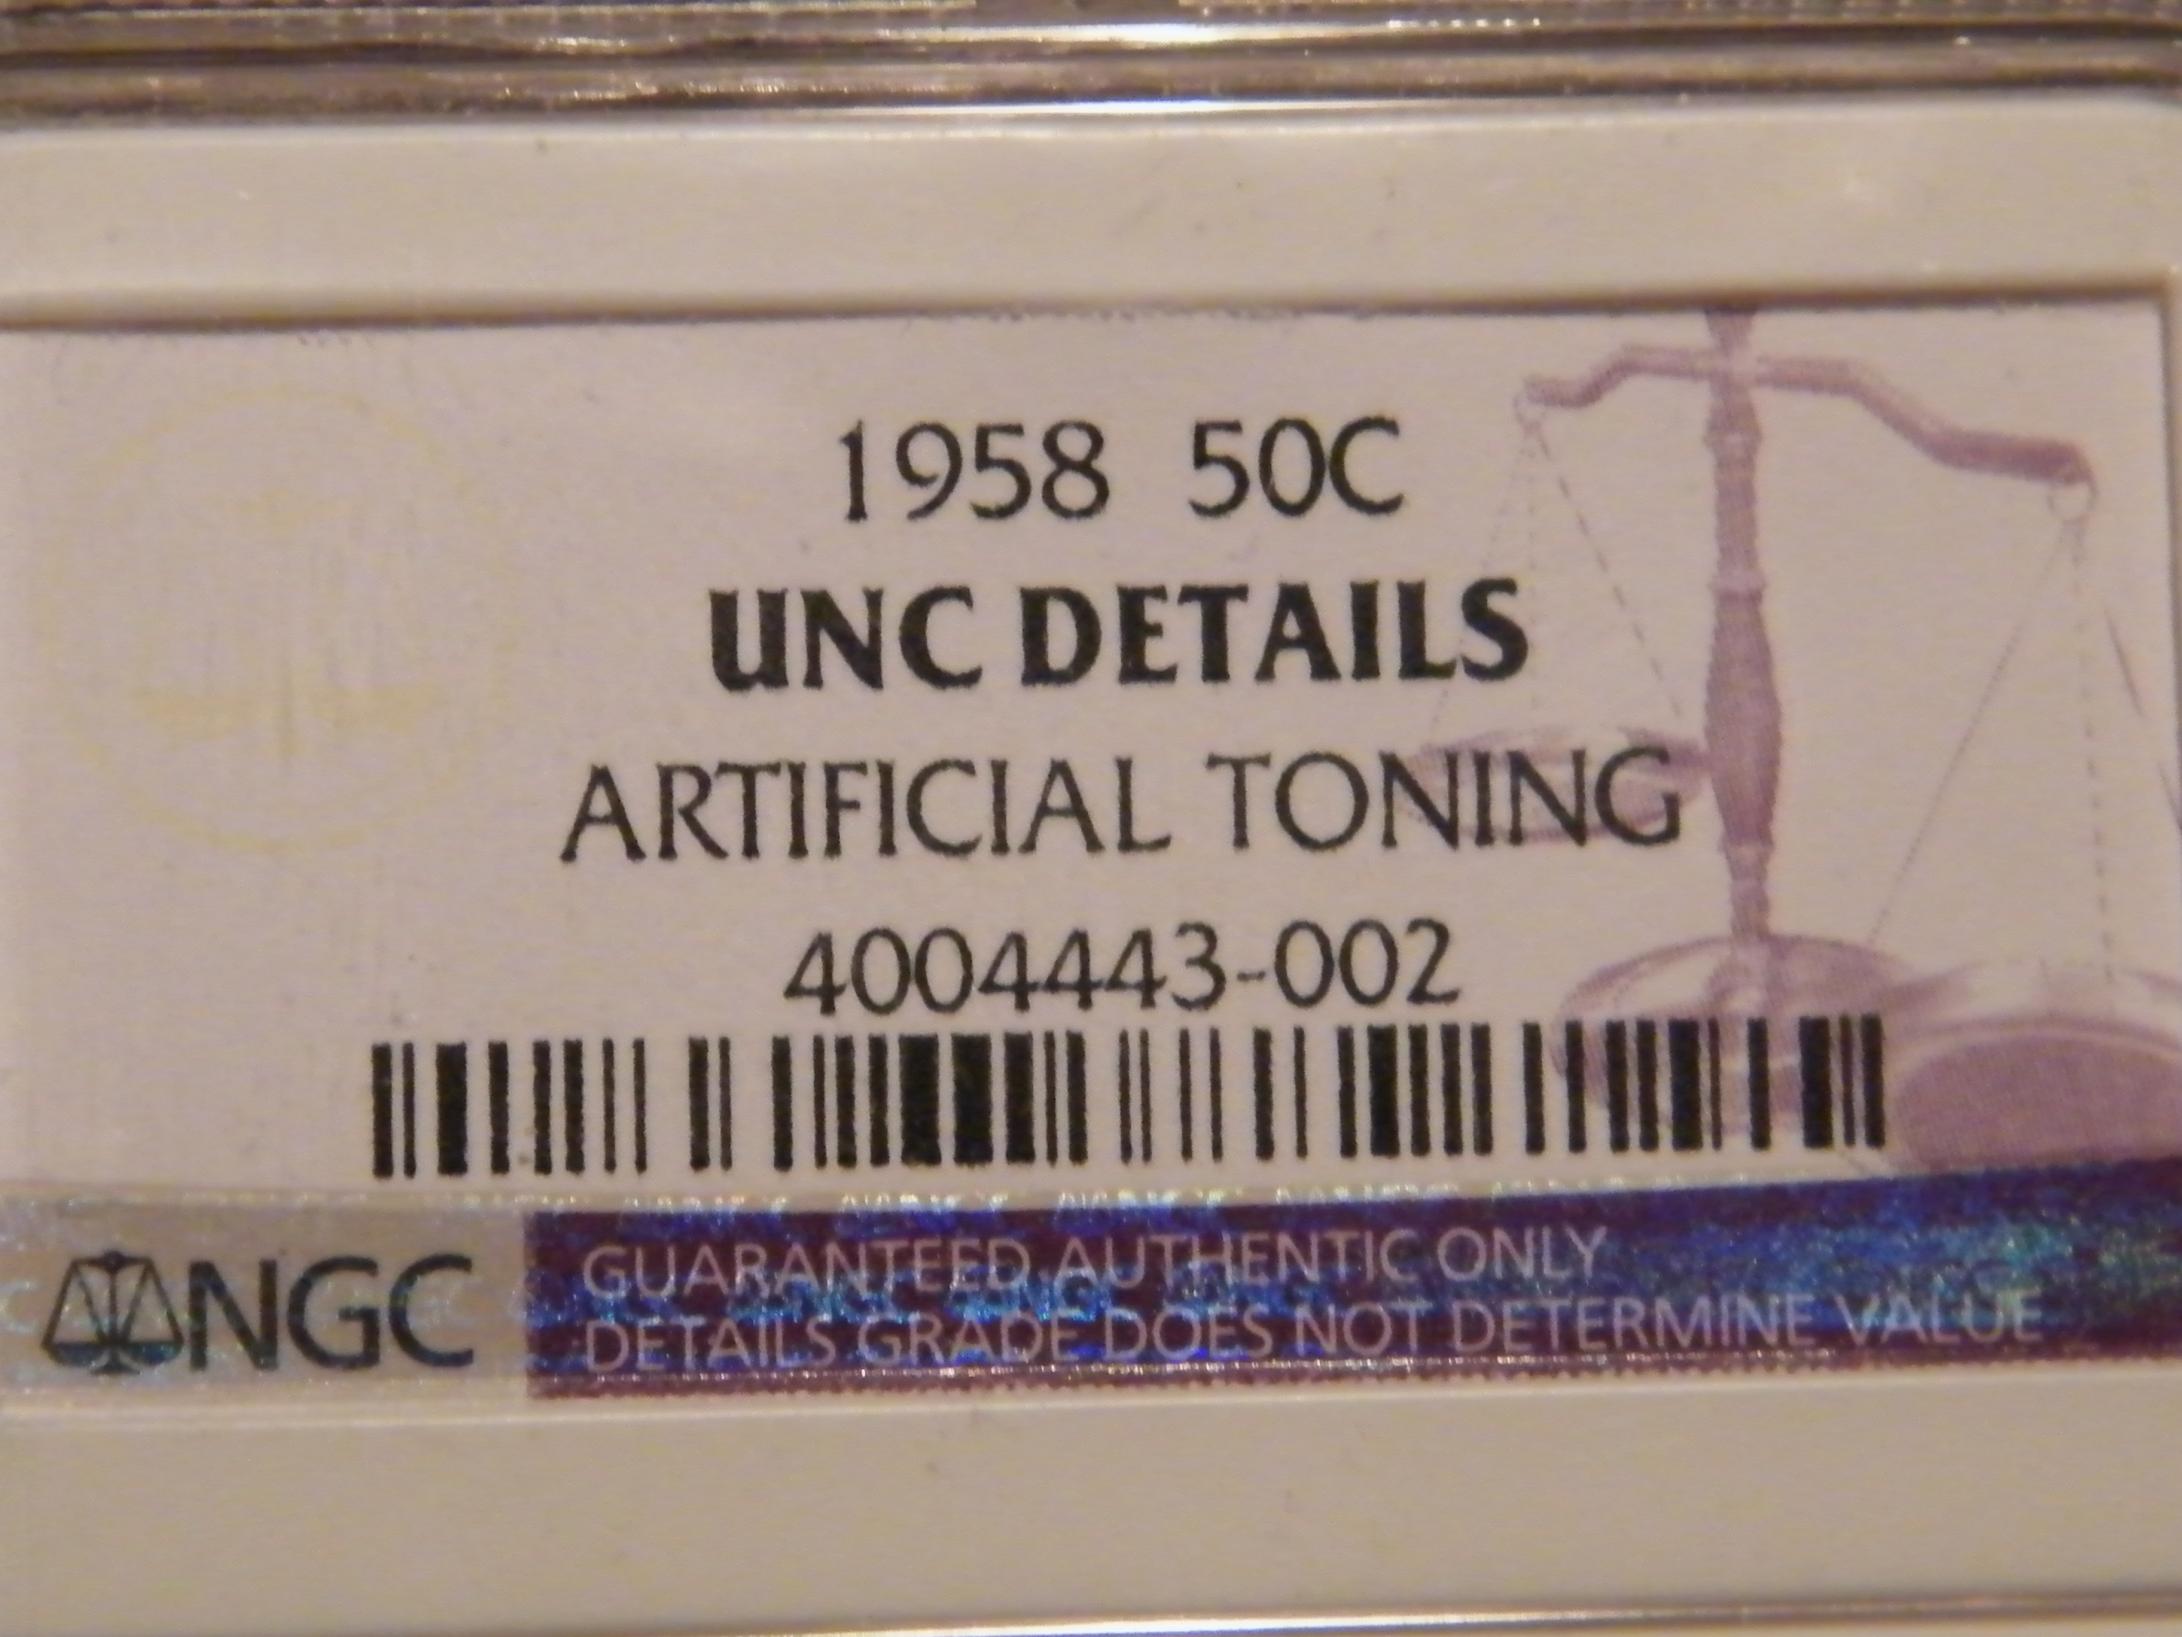 1958 50C
UNC DETAILS
ARTIFICIAL TONING
4004443-002
NGC
GUARANTEED AUTHENTIC ONLY
DETAILS GRADE DOES NOT DETERMINE VALUE